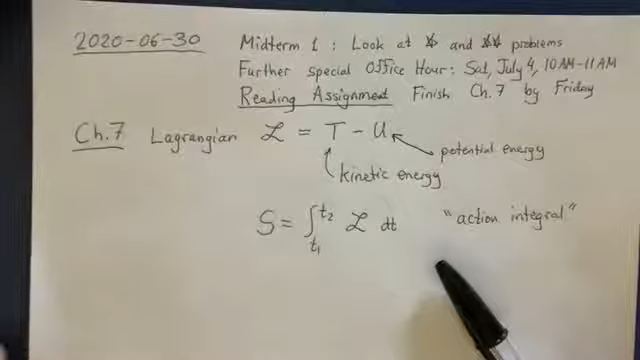 2020-06-30 Midterm 1 : Look at ☆ and ☆☆ problems
Further special Office Hour: Sat, July 4, 10AM-11AM
Reading Assignment Finish Ch. 7 by Friday
Ch.7 Lagrangian ℒ = T - U
potential energy
kinetic energy
S = ∫_{t₁}^{t₂} ℒ dt "action integral"